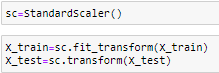 sc=StandardScaler()
X_train=sc.fit_transform(X_train)
X_test=sc.transform(X_test)